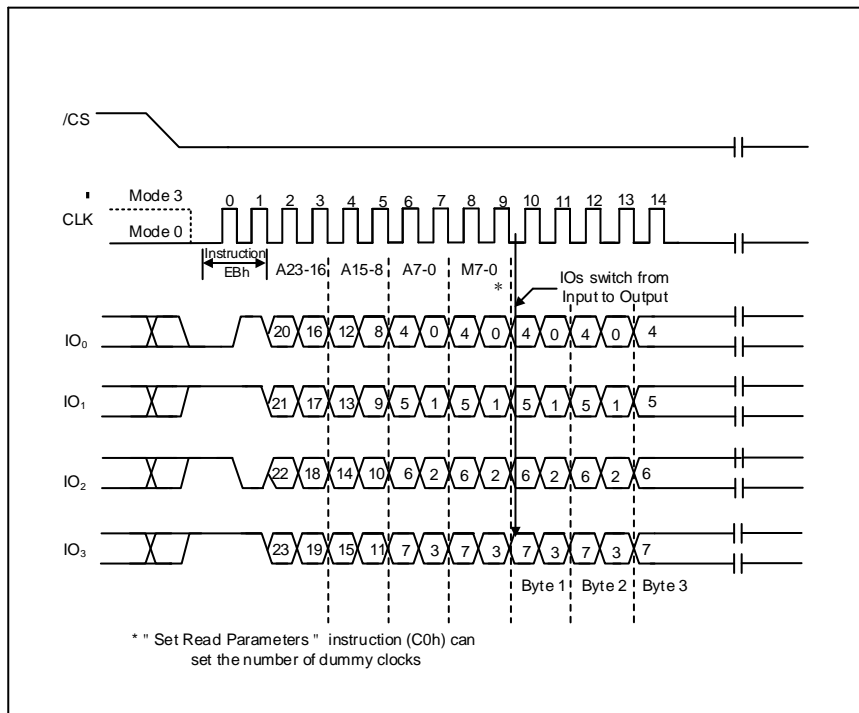 /CS
Mode 3
0 1 2 3 4 5 6 7 8 9 10 11 12 13 14
CLK
Mode 0
Instruction
EBh
A23-16 A15-8 A7-0 M7-0
*
IOs switch from
Input to Output
IO0 20 16 12 8 4 0 4 0 4 0 4 0 4
IO1 21 17 13 9 5 1 5 1 5 1 5 1 5
IO2 22 18 14 10 6 2 6 2 6 2 6 2 6
IO3 23 19 15 11 7 3 7 3 7 3 7 3 7
Byte 1 Byte 2 Byte 3
* " Set Read Parameters " instruction (C0h) can
set the number of dummy clocks